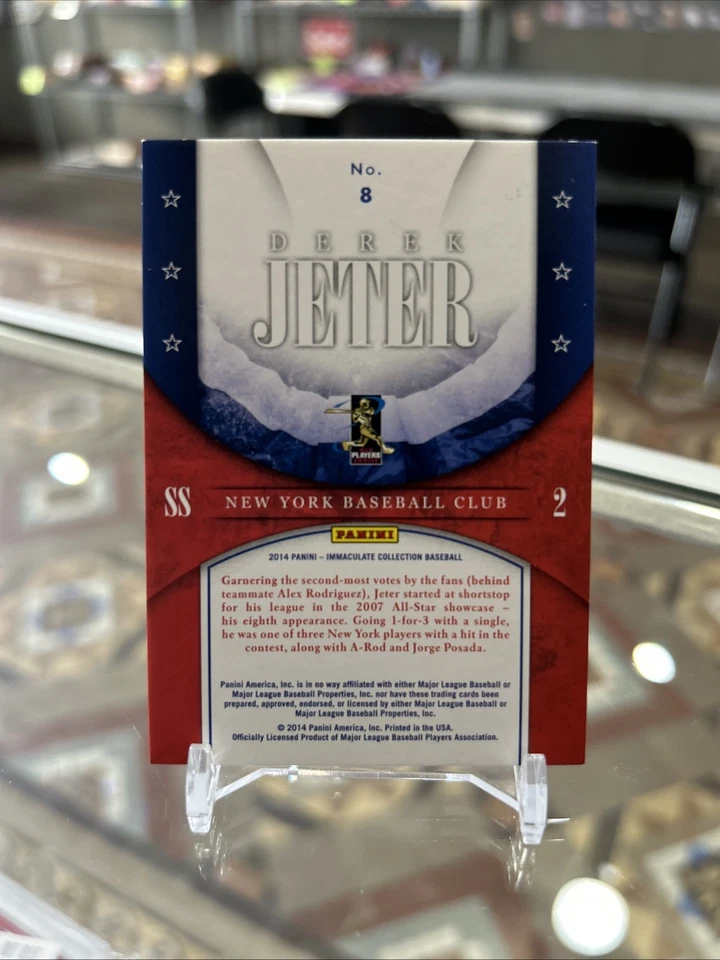 No.
8
DEREK
JETER
PLAYERS
SS NEW YORK BASEBALL CLUB 2
PANINI
2014 PANINI – IMMACULATE COLLECTION BASEBALL
Garnering the second-most votes by the fans (behind
teammate Alex Rodriguez), Jeter started at shortstop
for his league in the 2007 All-Star showcase –
his eighth appearance. Going 1-for-3 with a single,
he was one of three New York players with a hit in the
contest, along with A-Rod and Jorge Posada.
Panini America, Inc. is in no way affiliated with either Major League Baseball or
Major League Baseball Properties, Inc. nor have these trading cards been
prepared, approved, endorsed, or licensed by either Major League Baseball or
Major League Baseball Properties, Inc.
© 2014 Panini America, Inc. Printed in the USA.
Officially Licensed Product of Major League Baseball Players Association.